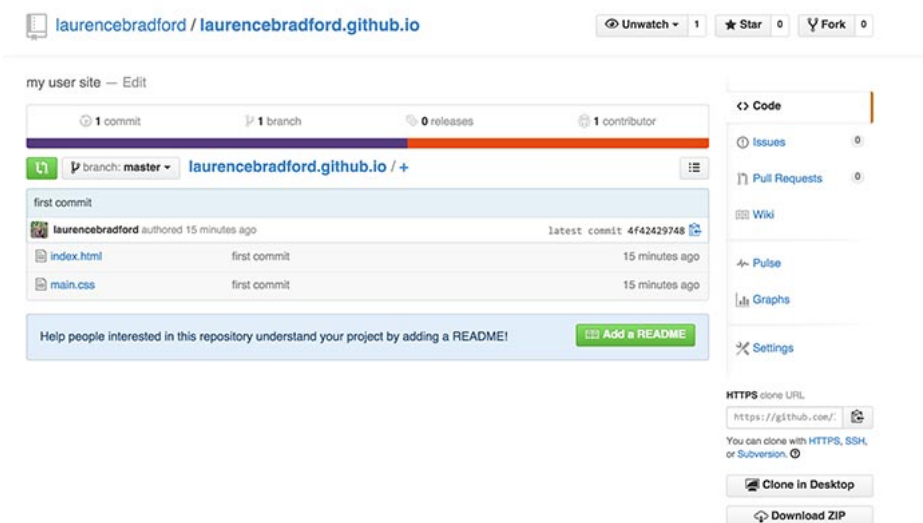 laurencebradford / laurencebradford.github.io
Unwatch 1 Star 0 Fork 0
my user site — Edit
1 commit 1 branch 0 releases 1 contributor
branch: master laurencebradford.github.io / +
first commit
laurencebradford authored 15 minutes ago latest commit 4f42429748
index.html first commit 15 minutes ago
main.css first commit 15 minutes ago
Help people interested in this repository understand your project by adding a README! Add a README
Code
Issues 0
Pull Requests 0
Wiki
Pulse
Graphs
Settings
HTTPS clone URL
https://github.com/
You can clone with HTTPS, SSH,
or Subversion.
Clone in Desktop
Download ZIP